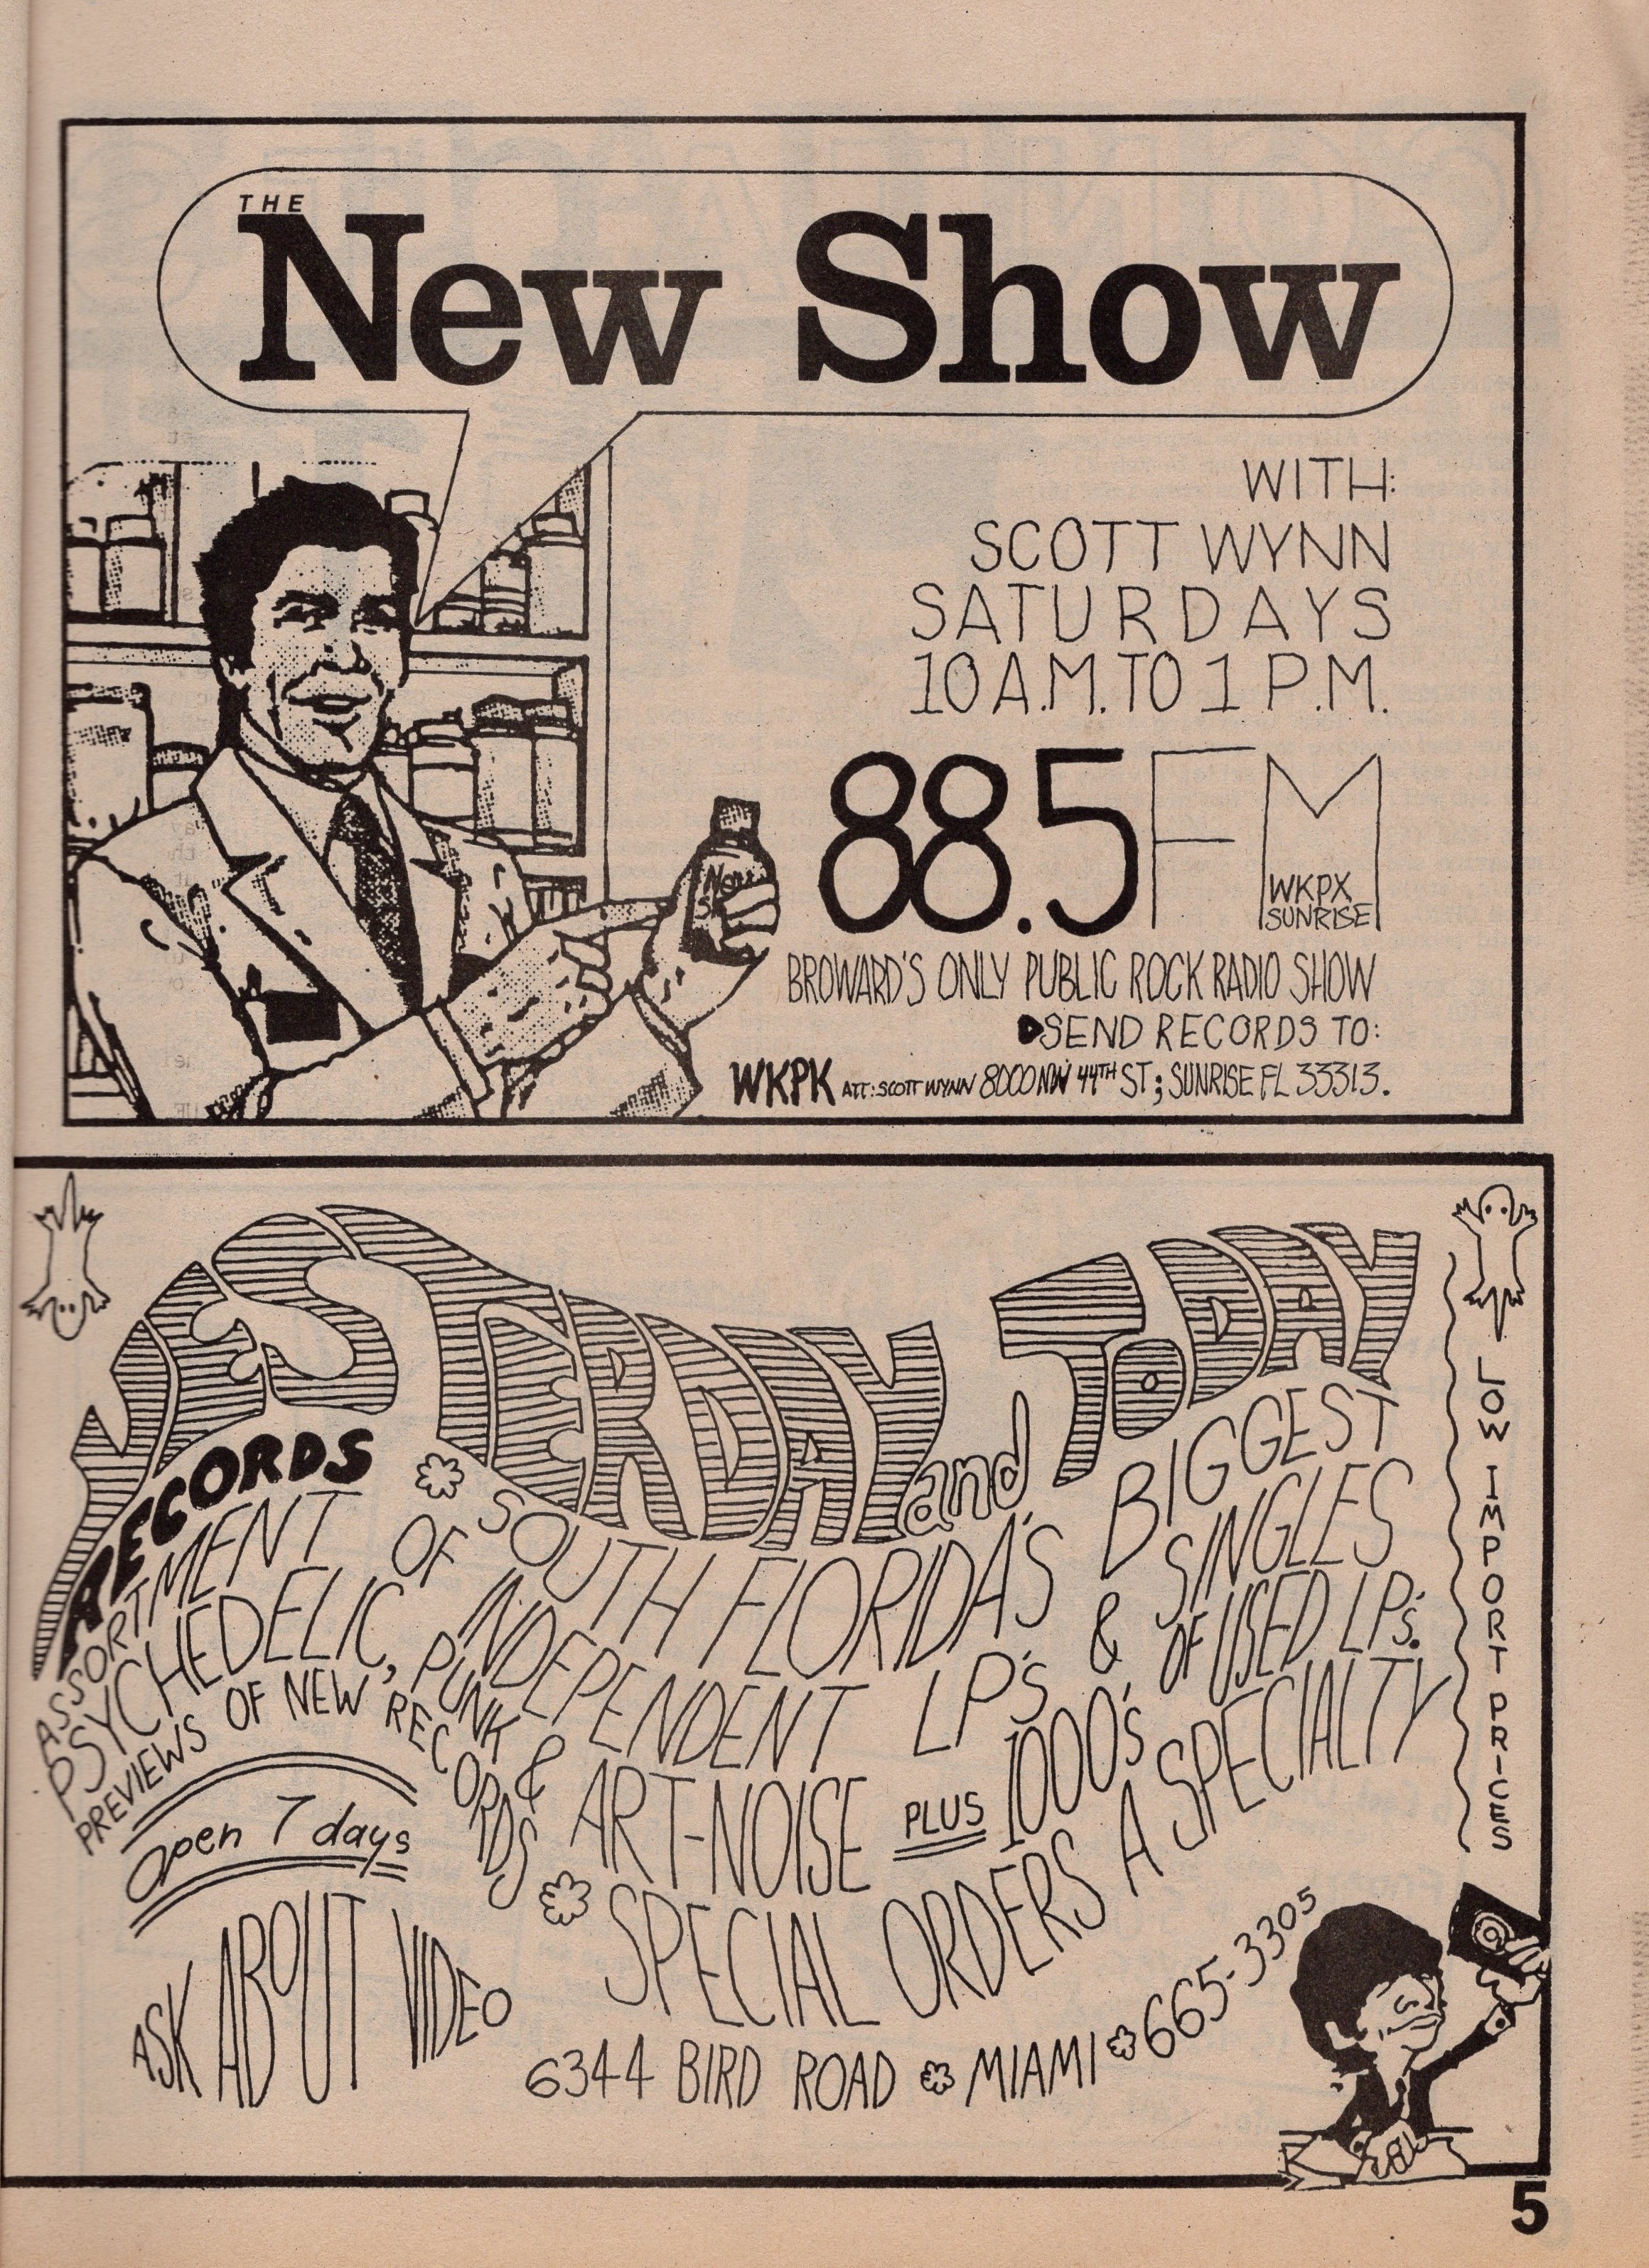 THE
New Show
WITH:
SCOTT WYNN
SATURDAYS
10 A.M. TO 1 P.M.
88.5 FM
WKPX
SUNRISE
New
BROWARD'S ONLY PUBLIC ROCK RADIO SHOW
SEND RECORDS TO:
WKPK ATT: SCOTT WYNN 8000 NW 44TH ST; SUNRISE FL 33313.
YESTERDAY and TODAY
RECORDS
SOUTH FLORIDA'S BIGGEST
ASSORTMENT OF INDEPENDENT LP'S & SINGLES
PSYCHEDELIC, PUNK & ART-NOISE PLUS 1000'S OF USED LP'S.
PREVIEWS OF NEW RECORDS
SPECIAL ORDERS A SPECIALTY
Open 7 days
ASK ABOUT VIDEO
6344 BIRD ROAD MIAMI 665-3305
LOW IMPORT PRICES
5